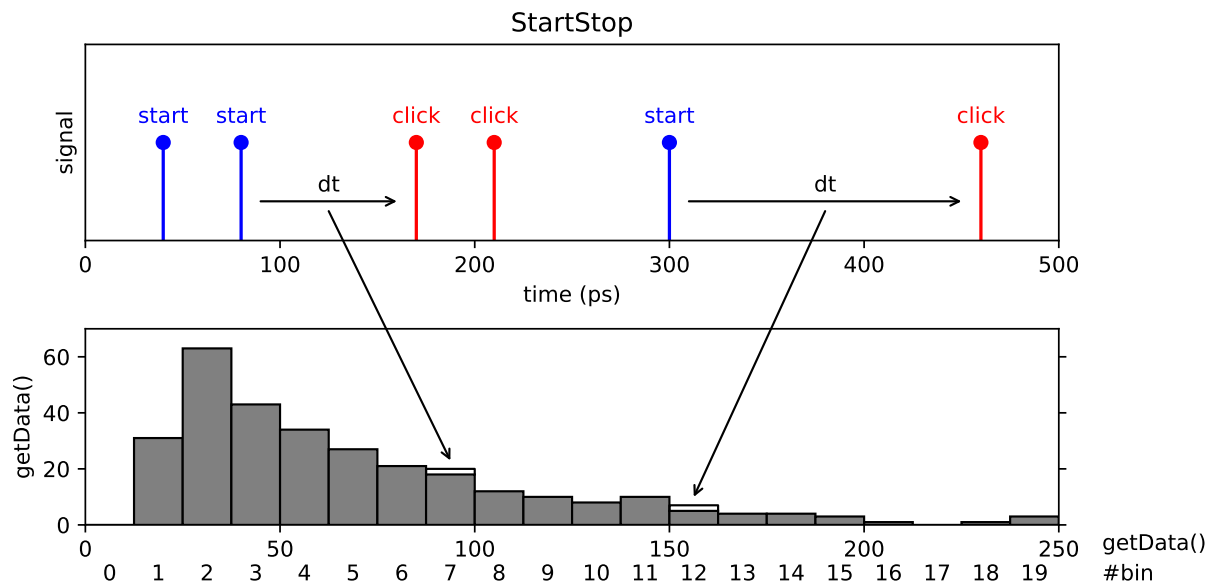 StartStop
start start click click start click
signal
dt dt
0 100 200 300 400 500
time (ps)
60
40
20
0
getData()
0 50 100 150 200 250
getData()
0 1 2 3 4 5 6 7 8 9 10 11 12 13 14 15 16 17 18 19 #bin